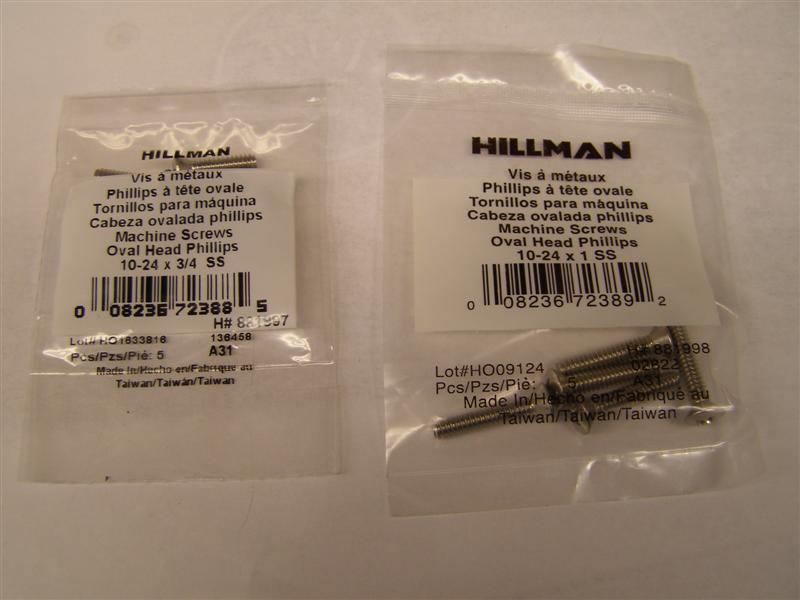 HILLMAN
Vis à métaux
Phillips à tête ovale
Tornillos para máquina
Cabeza ovalada phillips
Machine Screws
Oval Head Phillips
10-24 x 3/4 SS
0 08236 72388 5
H# 881997
Lot# HO1633816 136458
Pcs/Pzs/Piè: 5 A31
Made In/Hecho en/Fabriqué au
Taiwan/Taiwán/Taiwan
HILLMAN
Vis à métaux
Phillips à tête ovale
Tornillos para máquina
Cabeza ovalada phillips
Machine Screws
Oval Head Phillips
10-24 x 1 SS
0 08236 72389 2
H# 881998
Lot#HO09124 02622
Pcs/Pzs/Piè: 5 A31
Made In/Hecho en/Fabriqué au
Taiwan/Taiwán/Taiwan